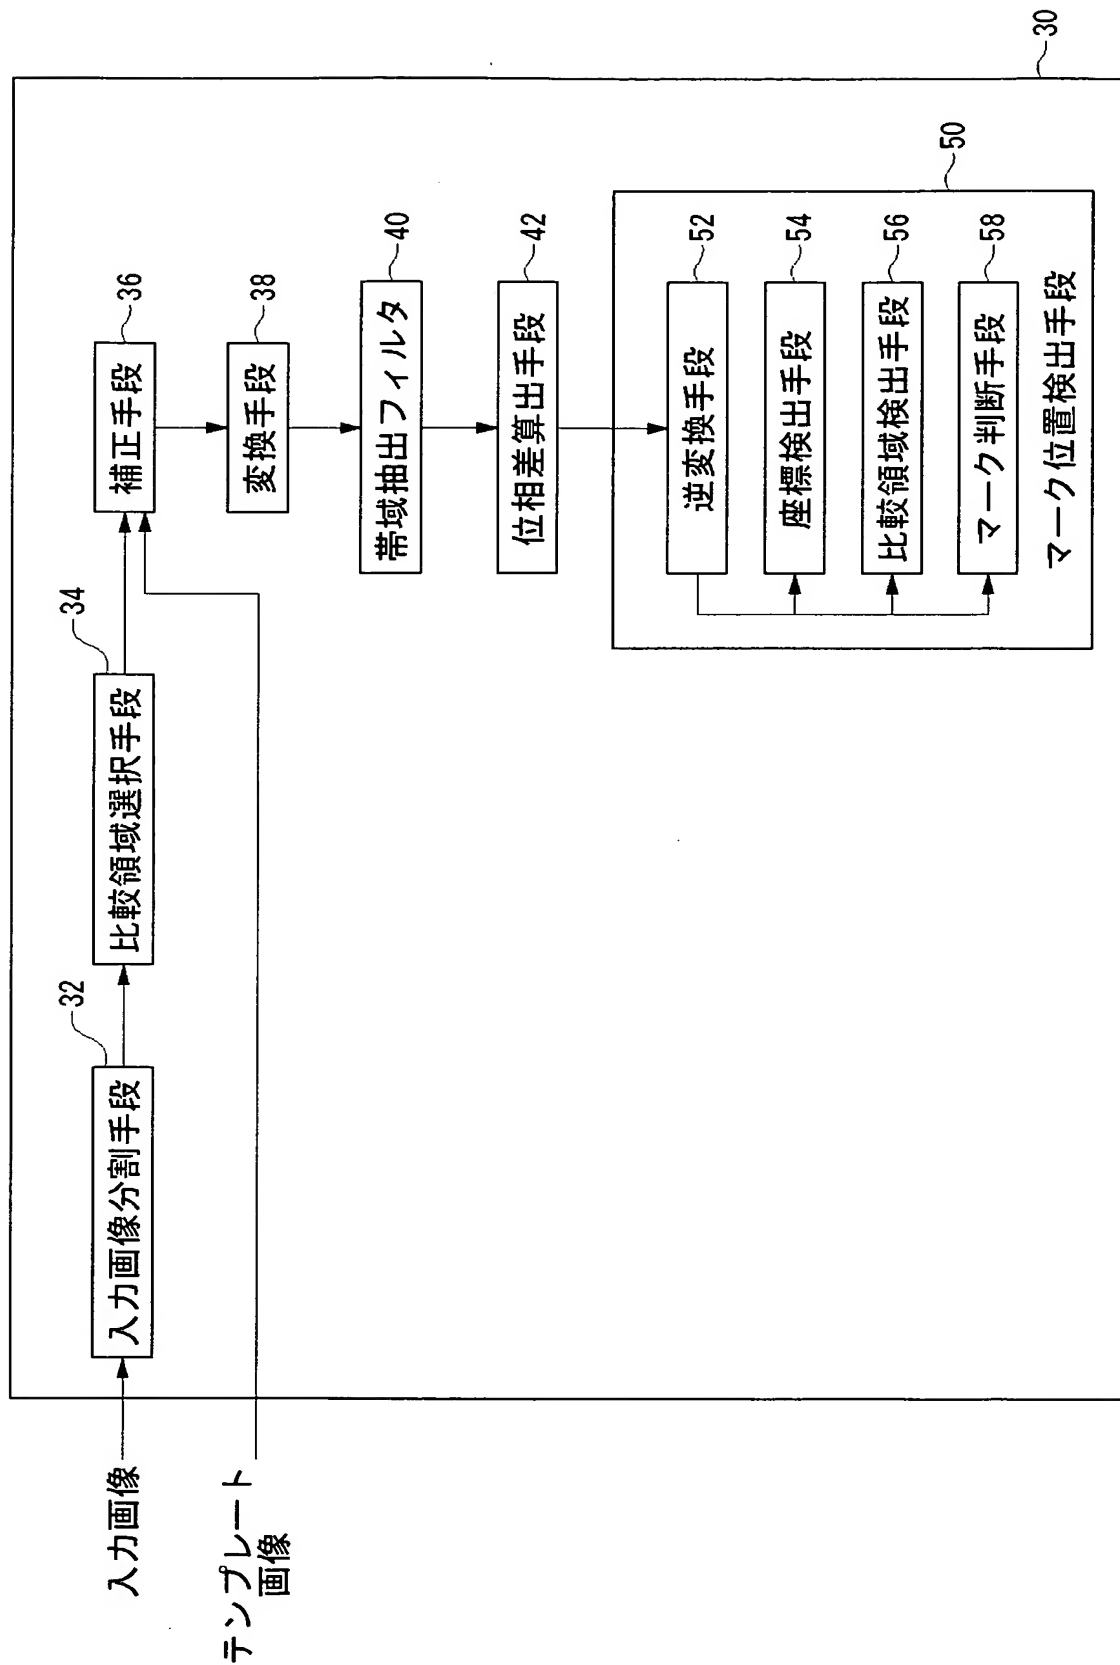 30
入力画像
入力画像分割手段
32
比較領域選択手段
34
補正手段
36
テンプレート
画像
変換手段
38
帯域抽出フィルタ
40
位相差算出手段
42
50
逆変換手段
52
座標検出手段
54
比較領域検出手段
56
マーク判断手段
58
マーク位置検出手段